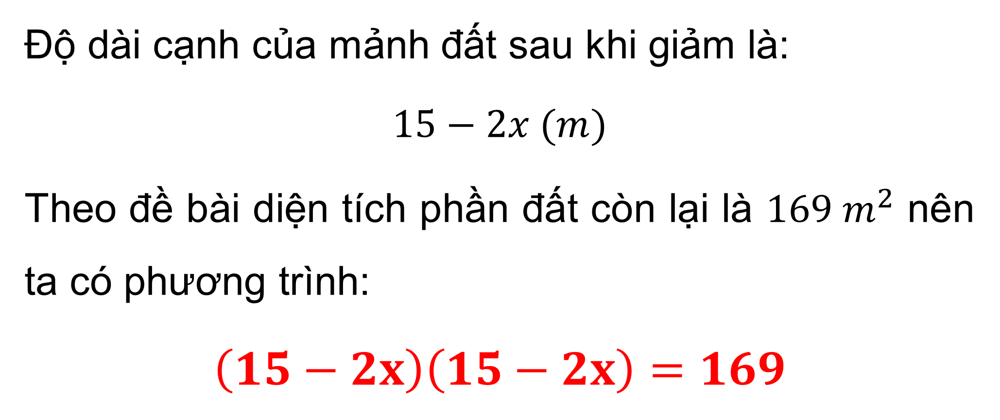 Độ dài cạnh của mảnh đất sau khi giảm là:
15 − 2x (m)
Theo đề bài diện tích phần đất còn lại là 169 m² nên
ta có phương trình:
(15 − 2x)(15 − 2x) = 169